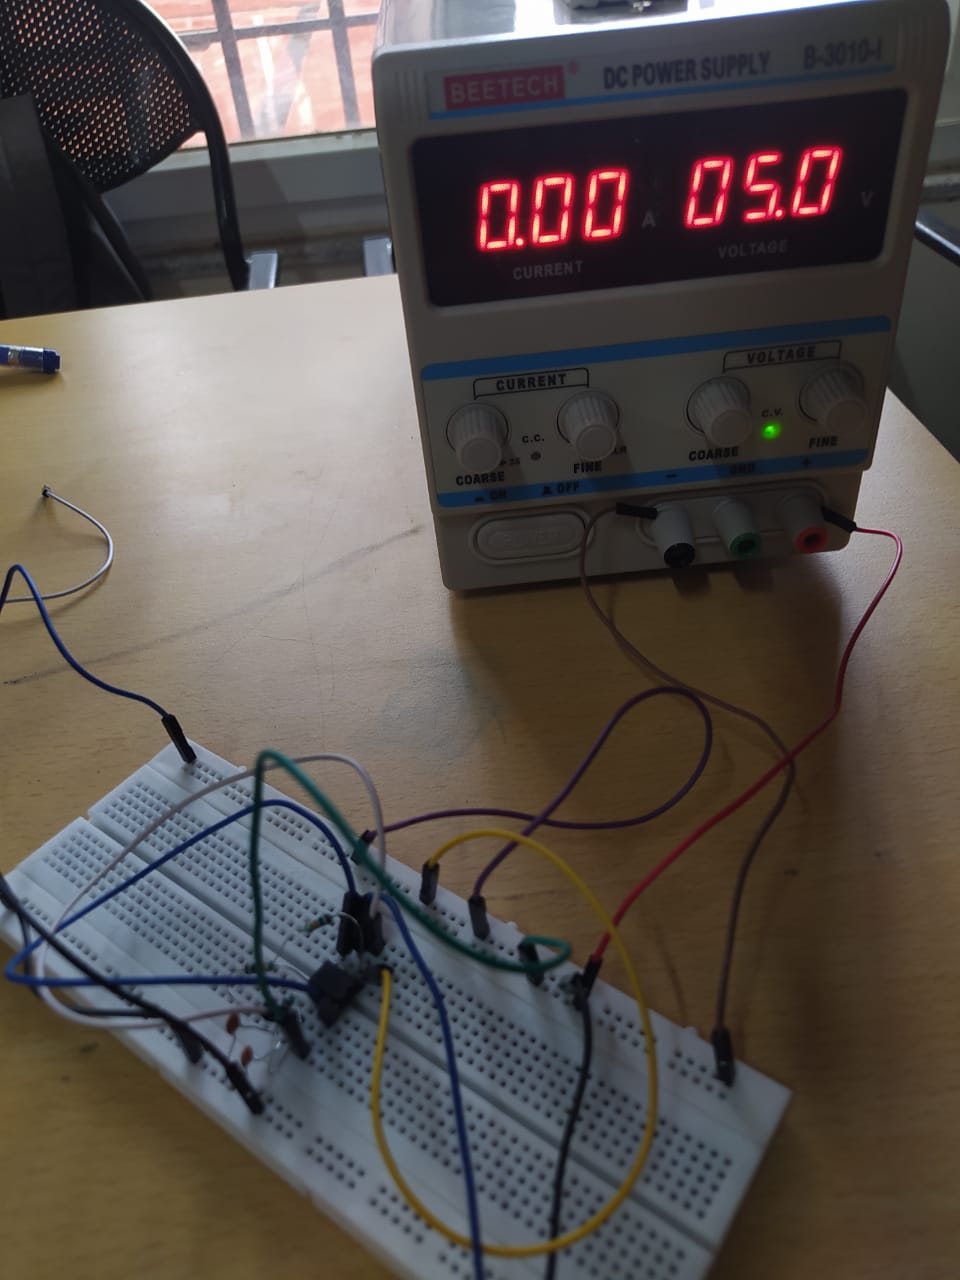 BEETECH® DC POWER SUPPLY B-3010-I
0.00 A 05.0 V
CURRENT VOLTAGE
CURRENT VOLTAGE
C.C. C.V.
COARSE FINE COARSE FINE
ON OFF - GND +
POWER